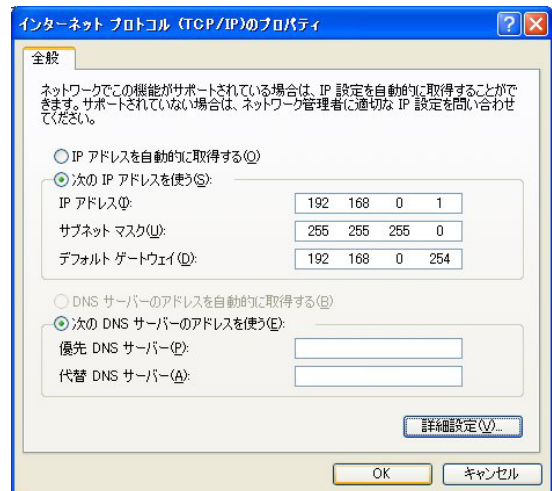 インターネット プロトコル (TCP/IP)のプロパティ
全般
ネットワークでこの機能がサポートされている場合は、IP 設定を自動的に取得することがで
きます。サポートされていない場合は、ネットワーク管理者に適切な IP 設定を問い合わせ
てください。
IP アドレスを自動的に取得する(O)
次の IP アドレスを使う(S):
IP アドレス(I): 192 168 0 1
サブネット マスク(U): 255 255 255 0
デフォルト ゲートウェイ(D): 192 168 0 254
DNS サーバーのアドレスを自動的に取得する(B)
次の DNS サーバーのアドレスを使う(E):
優先 DNS サーバー(P):
代替 DNS サーバー(A):
詳細設定(V)...
OK キャンセル